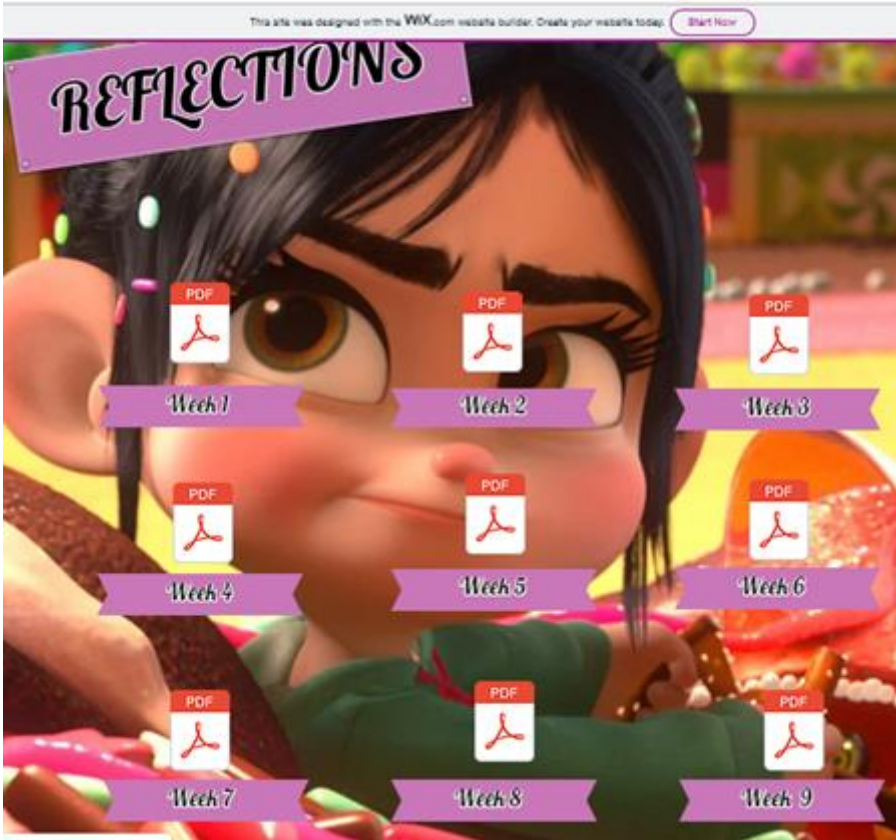 This site was designed with the WiX.com website builder. Create your website today. Start Now
REFLECTIONS
PDF PDF PDF
Week 1 Week 2 Week 3
PDF PDF PDF
Week 4 Week 5 Week 6
PDF PDF PDF
Week 7 Week 8 Week 9